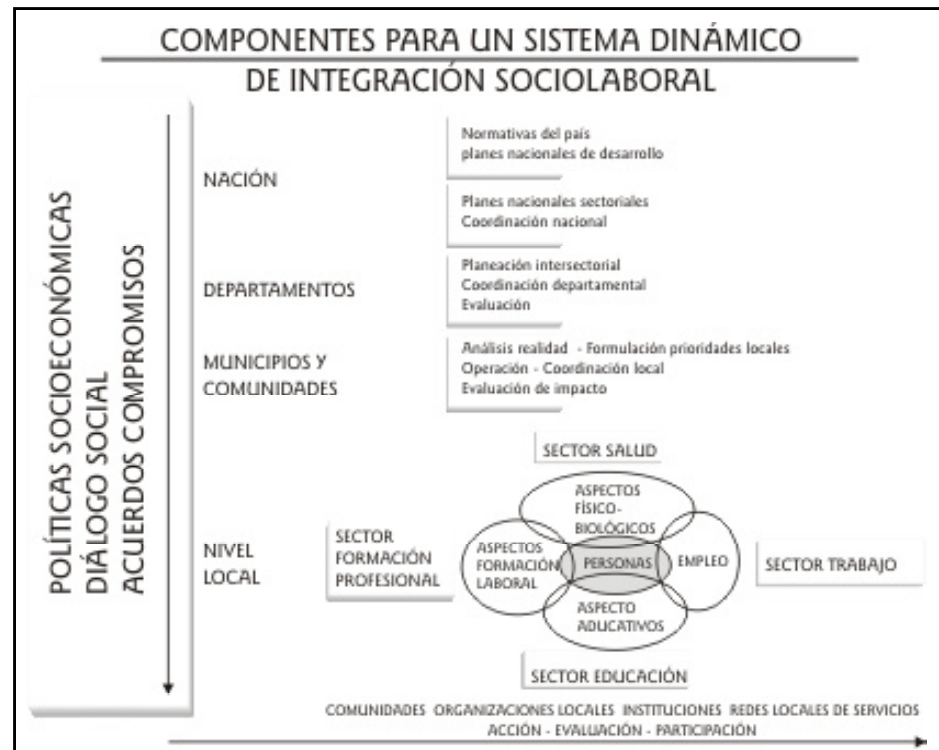 COMPONENTES PARA UN SISTEMA DINÁMICO
DE INTEGRACIÓN SOCIOLABORAL
POLÍTICAS SOCIOECONÓMICAS
DIÁLOGO SOCIAL
ACUERDOS COMPROMISOS
NACIÓN
Normativas del país
planes nacionales de desarrollo
Planes nacionales sectoriales
Coordinación nacional
DEPARTAMENTOS
Planeación intersectorial
Coordinación departamental
Evaluación
MUNICIPIOS Y
COMUNIDADES
Análisis realidad - Formulación prioridades locales
Operación - Coordinación local
Evaluación de impacto
NIVEL
LOCAL
SECTOR SALUD
SECTOR
FORMACIÓN
PROFESIONAL
ASPECTOS
FÍSICO-
BIOLÓGICOS
ASPECTOS
FORMACIÓN
LABORAL
PERSONAS
EMPLEO
ASPECTO
ADUCATIVOS
SECTOR TRABAJO
SECTOR EDUCACIÓN
COMUNIDADES ORGANIZACIONES LOCALES INSTITUCIONES REDES LOCALES DE SERVICIOS
ACCIÓN - EVALUACIÓN - PARTICIPACIÓN